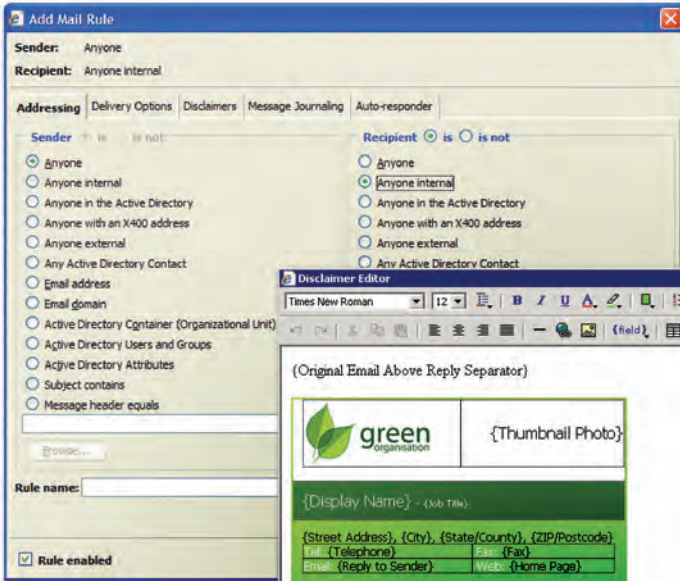 Add Mail Rule
Sender: Anyone
Recipient: Anyone internal
Addressing Delivery Options Disclaimers Message Journaling Auto-responder
Sender is is not
Anyone
Anyone internal
Anyone in the Active Directory
Anyone with an X400 address
Anyone external
Any Active Directory Contact
Email address
Email domain
Active Directory Container (Organizational Unit)
Active Directory Users and Groups
Active Directory Attributes
Subject contains
Message header equals
Browse...
Rule name:
Rule enabled
Recipient is is not
Anyone
Anyone internal
Anyone in the Active Directory
Anyone with an X400 address
Anyone external
Any Active Directory Contact
Disclaimer Editor
Times New Roman 12 B I U A
{field}
{Original Email Above Reply Separator}
green
organisation
{Thumbnail Photo}
{Display Name} - {Job Title}
{Street Address}, {City}, {State/County}, {ZIP/Postcode}
Tel: {Telephone} Fax: {Fax}
Email: {Reply to Sender} Web: {Home Page}